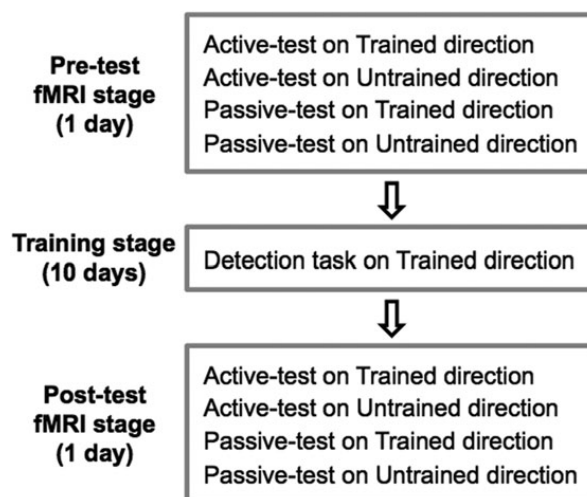 Pre-test
fMRI stage
(1 day)
Active-test on Trained direction
Active-test on Untrained direction
Passive-test on Trained direction
Passive-test on Untrained direction
Training stage
(10 days)
Detection task on Trained direction
Post-test
fMRI stage
(1 day)
Active-test on Trained direction
Active-test on Untrained direction
Passive-test on Trained direction
Passive-test on Untrained direction